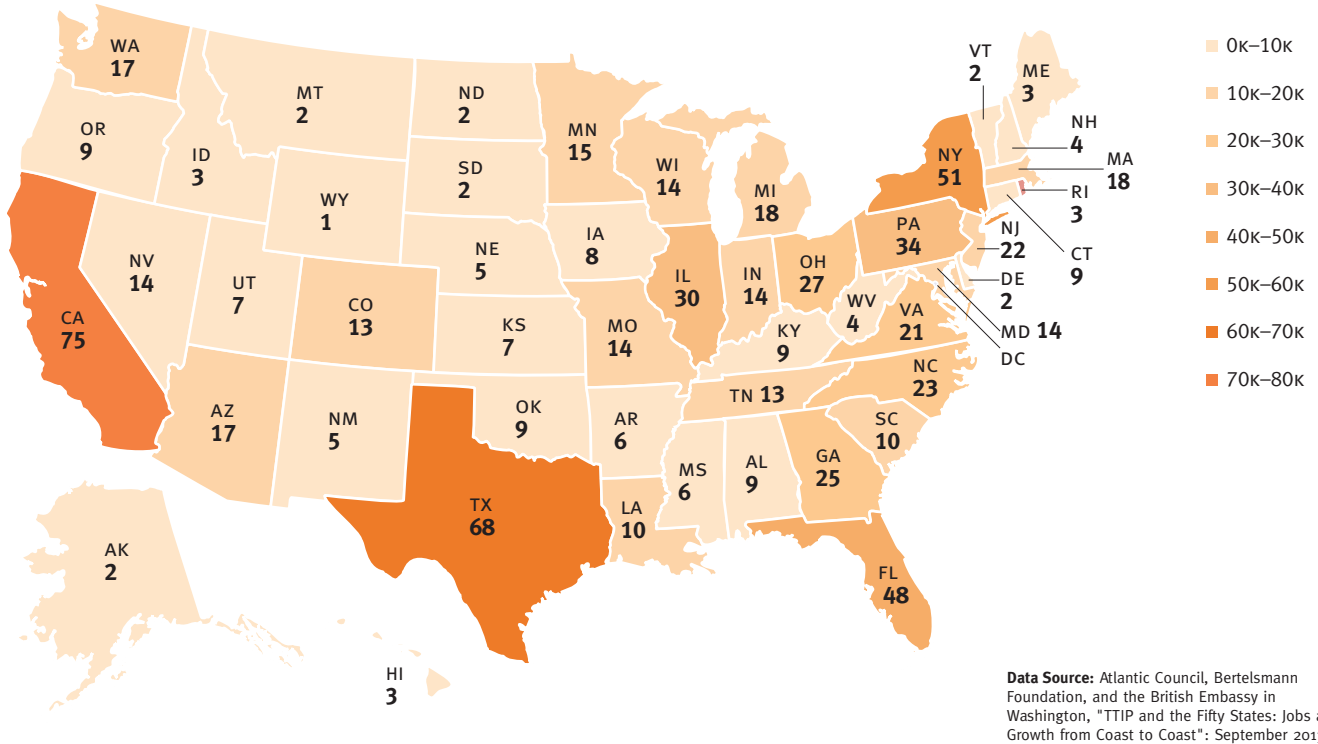 WA
17
OR
9
ID
3
MT
2
ND
2
SD
2
WY
1
NE
5
NV
14
UT
7
CO
13
KS
7
CA
75
AZ
17
NM
5
OK
9
TX
68
MN
15
WI
14
MI
18
IA
8
IL
30
IN
14
OH
27
MO
14
KY
9
WV
4
VA
21
TN 13
NC
23
AR
6
SC
10
MS
6
AL
9
GA
25
LA
10
FL
48
AK
2
HI
3
PA
34
NY
51
VT
2
ME
3
NH
4
MA
18
RI
3
CT
9
NJ
22
DE
2
MD 14
DC
0K–10K
10K–20K
20K–30K
30K–40K
40K–50K
50K–60K
60K–70K
70K–80K
Data Source: Atlantic Council, Bertelsmann
Foundation, and the British Embassy in
Washington, "TTIP and the Fifty States: Jobs
Growth from Coast to Coast": September